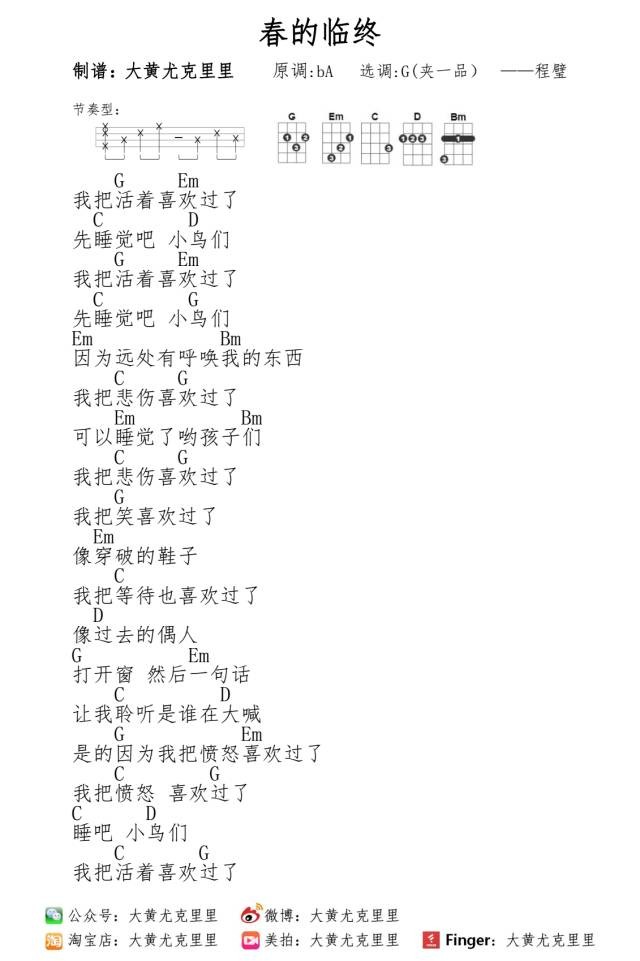 春的临终
制谱：大黄尤克里里 原调:bA 选调:G(夹一品) ——程璧
节奏型:
G Em C D Bm
G Em
我把活着喜欢过了
C D
先睡觉吧 小鸟们
G Em
我把活着喜欢过了
C G
先睡觉吧 小鸟们
Em Bm
因为远处有呼唤我的东西
C G
我把悲伤喜欢过了
Em Bm
可以睡觉了哟孩子们
C G
我把悲伤喜欢过了
G
我把笑喜欢过了
Em
像穿破的鞋子
C
我把等待也喜欢过了
D
像过去的偶人
G Em
打开窗 然后一句话
C D
让我聆听是谁在大喊
G Em
是的因为我把愤怒喜欢过了
C G
我把愤怒 喜欢过了
C D
睡吧 小鸟们
C G
我把活着喜欢过了
公众号：大黄尤克里里 微博：大黄尤克里里
淘 淘宝店：大黄尤克里里 美拍：大黄尤克里里 Finger：大黄尤克里里